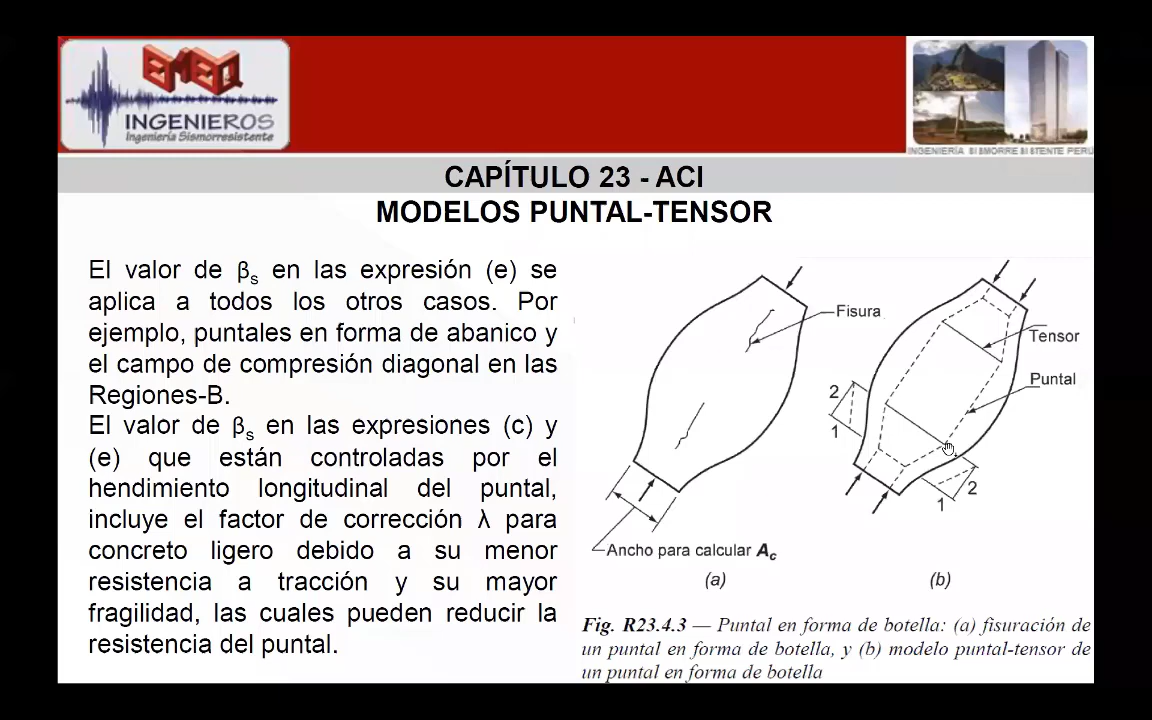 EMEQ
INGENIEROS
Ingeniería Sismorresistente
INGENIERÍA SISMORRESISTENTE PERÚ
CAPÍTULO 23 - ACI
MODELOS PUNTAL-TENSOR
El valor de βs en las expresión (e) se
aplica a todos los otros casos. Por
ejemplo, puntales en forma de abanico y
el campo de compresión diagonal en las
Regiones-B.
El valor de βs en las expresiones (c) y
(e) que están controladas por el
hendimiento longitudinal del puntal,
incluye el factor de corrección λ para
concreto ligero debido a su menor
resistencia a tracción y su mayor
fragilidad, las cuales pueden reducir la
resistencia del puntal.
Fisura
Ancho para calcular Ac
(a)
Tensor
Puntal
2
1
2
1
(b)
Fig. R23.4.3 — Puntal en forma de botella: (a) fisuración de
un puntal en forma de botella, y (b) modelo puntal-tensor de
un puntal en forma de botella